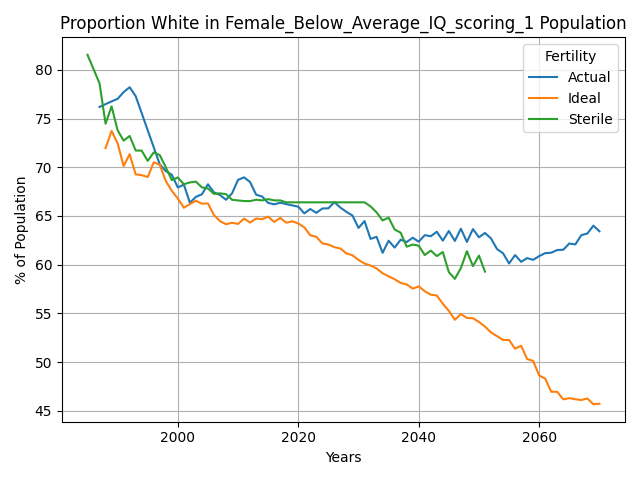 Proportion White in Female_Below_Average_IQ_scoring_1 Population
Fertility
Actual
Ideal
Sterile
% of Population
80
75
70
65
60
55
50
45
2000
2020
2040
2060
Years